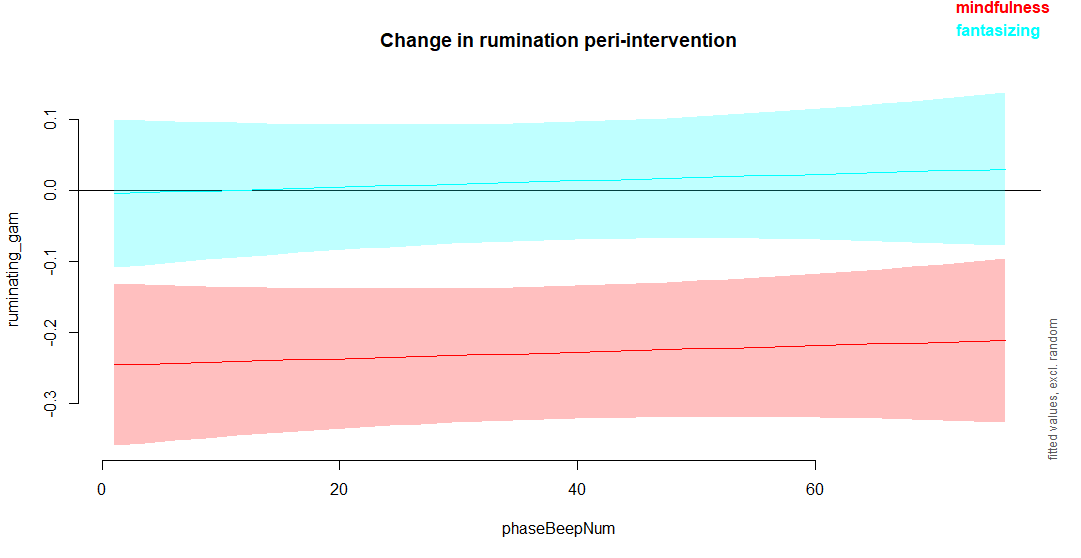 mindfulness
fantasizing
Change in rumination peri-intervention
0.1
0.0
-0.1
-0.2
-0.3
ruminating_gam
0 20 40 60
phaseBeepNum
fitted values, excl. random